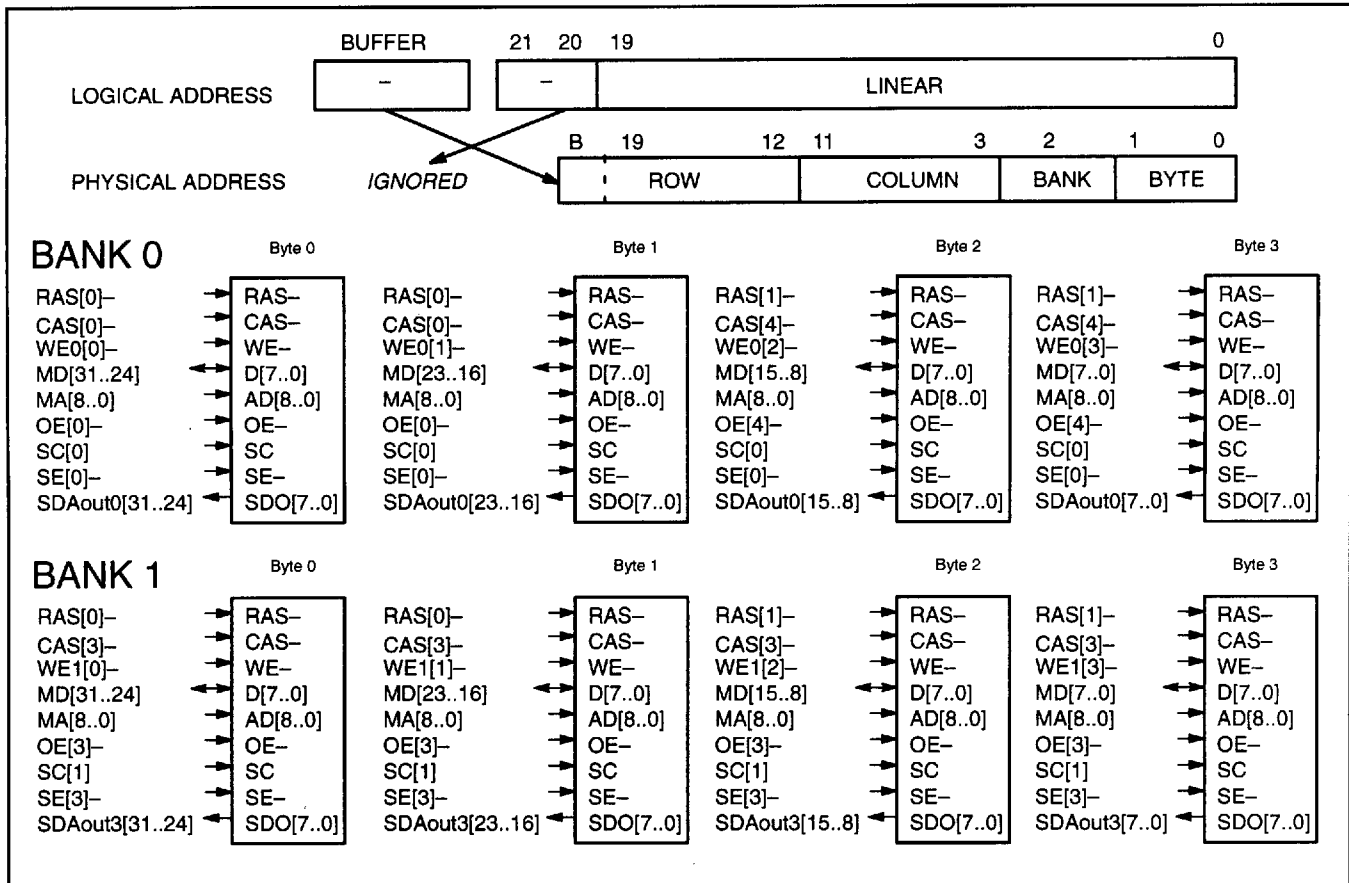 BUFFER 21 20 19 0
LOGICAL ADDRESS – – LINEAR
B 19 12 11 3 2 1 0
PHYSICAL ADDRESS IGNORED ROW COLUMN BANK BYTE
BANK 0 Byte 0 Byte 1 Byte 2 Byte 3
RAS[0]– RAS– RAS[0]– RAS– RAS[1]– RAS– RAS[1]– RAS–
CAS[0]– CAS– CAS[0]– CAS– CAS[4]– CAS– CAS[4]– CAS–
WE0[0]– WE– WE0[1]– WE– WE0[2]– WE– WE0[3]– WE–
MD[31..24] D[7..0] MD[23..16] D[7..0] MD[15..8] D[7..0] MD[7..0] D[7..0]
MA[8..0] AD[8..0] MA[8..0] AD[8..0] MA[8..0] AD[8..0] MA[8..0] AD[8..0]
OE[0]– OE– OE[0]– OE– OE[4]– OE– OE[4]– OE–
SC[0] SC SC[0] SC SC[0] SC SC[0] SC
SE[0]– SE– SE[0]– SE– SE[0]– SE– SE[0]– SE–
SDAout0[31..24] SDO[7..0] SDAout0[23..16] SDO[7..0] SDAout0[15..8] SDO[7..0] SDAout0[7..0] SDO[7..0]
BANK 1 Byte 0 Byte 1 Byte 2 Byte 3
RAS[0]– RAS– RAS[0]– RAS– RAS[1]– RAS– RAS[1]– RAS–
CAS[3]– CAS– CAS[3]– CAS– CAS[3]– CAS– CAS[3]– CAS–
WE1[0]– WE– WE1[1]– WE– WE1[2]– WE– WE1[3]– WE–
MD[31..24] D[7..0] MD[23..16] D[7..0] MD[15..8] D[7..0] MD[7..0] D[7..0]
MA[8..0] AD[8..0] MA[8..0] AD[8..0] MA[8..0] AD[8..0] MA[8..0] AD[8..0]
OE[3]– OE– OE[3]– OE– OE[3]– OE– OE[3]– OE–
SC[1] SC SC[1] SC SC[1] SC SC[1] SC
SE[3]– SE– SE[3]– SE– SE[3]– SE– SE[3]– SE–
SDAout3[31..24] SDO[7..0] SDAout3[23..16] SDO[7..0] SDAout3[15..8] SDO[7..0] SDAout3[7..0] SDO[7..0]